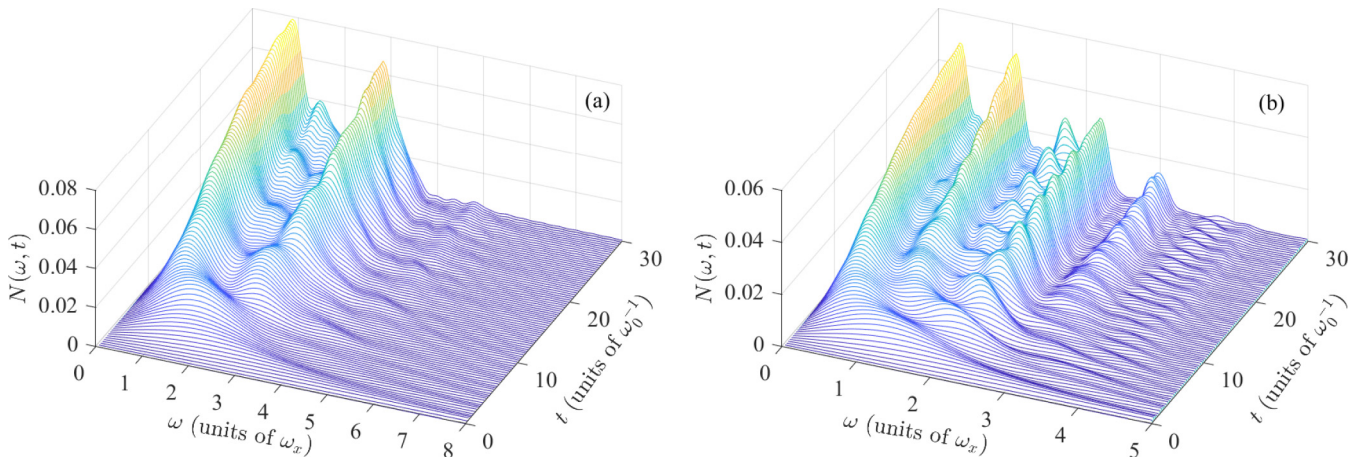 (a)
0.08
0.06
0.04
0.02
0
N(ω, t)
0 1 2 3 4 5 6 7 8
ω (units of ωₓ)
0 10 20 30
t (units of ω₀⁻¹)
(b)
0.06
0.04
0.02
0
N(ω, t)
0 1 2 3 4 5
ω (units of ωₓ)
0 10 20 30
t (units of ω₀⁻¹)